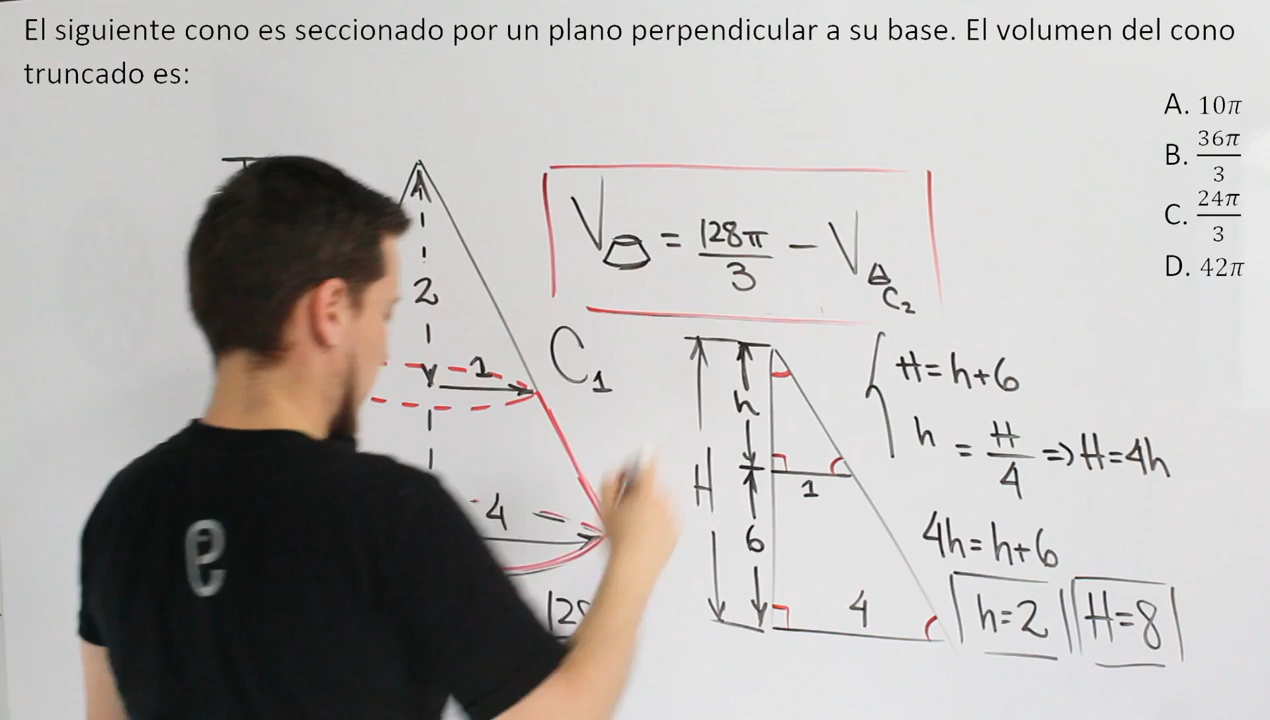 El siguiente cono es seccionado por un plano perpendicular a su base. El volumen del cono
truncado es:
A. 10π
B. 36π/3
C. 24π/3
D. 42π
V = 128π/3 - V C₂
2
1
C₁
4
H
h
6
1
4
H=h+6
h = H/4 => H=4h
4h=h+6
h=2 H=8
e